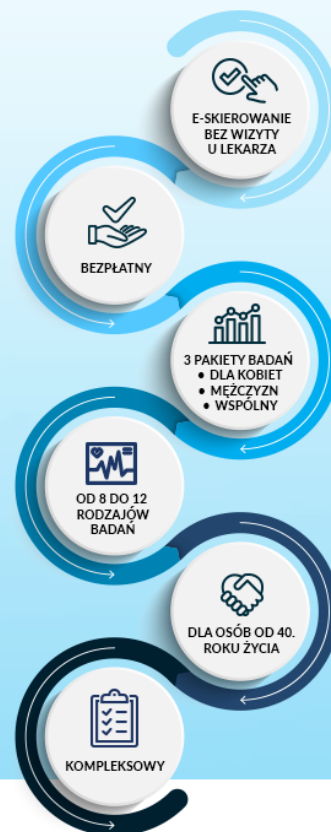 E-SKIEROWANIE
BEZ WIZYTY
U LEKARZA
BEZPŁATNY
3 PAKIETY BADAŃ
• DLA KOBIET
• MĘŻCZYZN
• WSPÓLNY
OD 8 DO 12
RODZAJÓW
BADAŃ
DLA OSÓB OD 40.
ROKU ŻYCIA
KOMPLEKSOWY